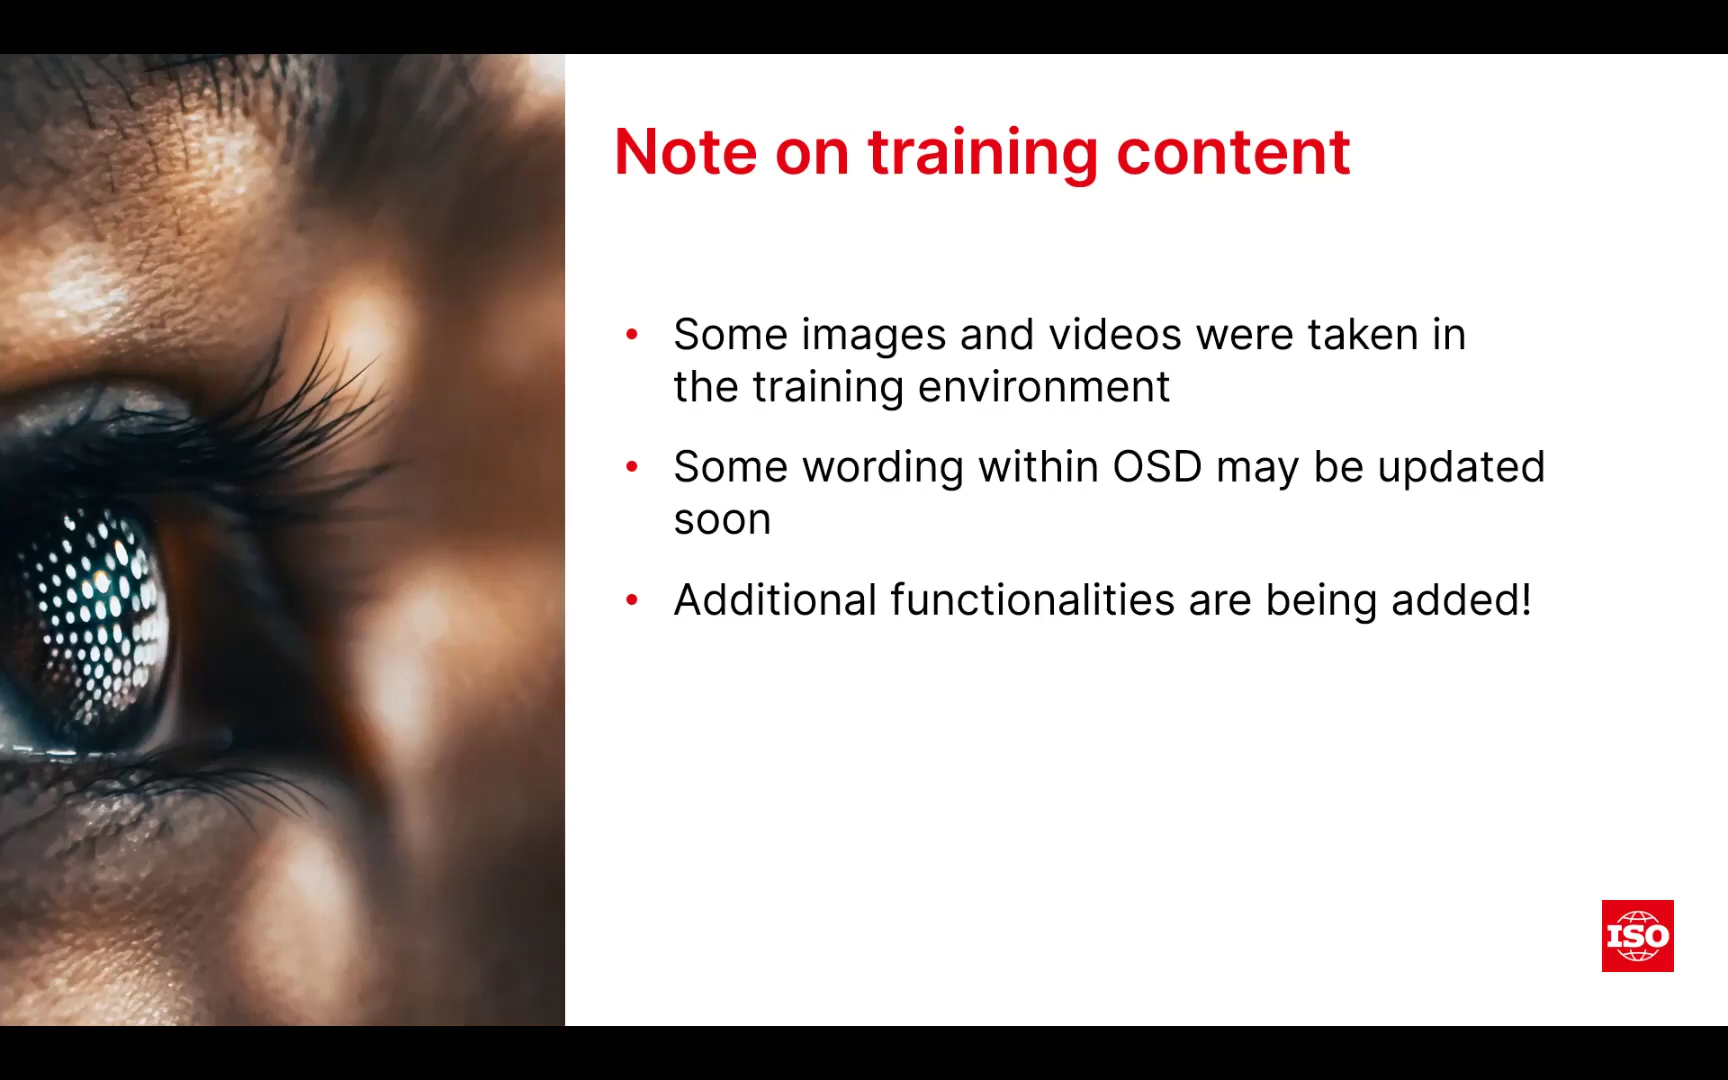 Note on training content
• Some images and videos were taken in
the training environment
• Some wording within OSD may be updated
soon
• Additional functionalities are being added!
ISO